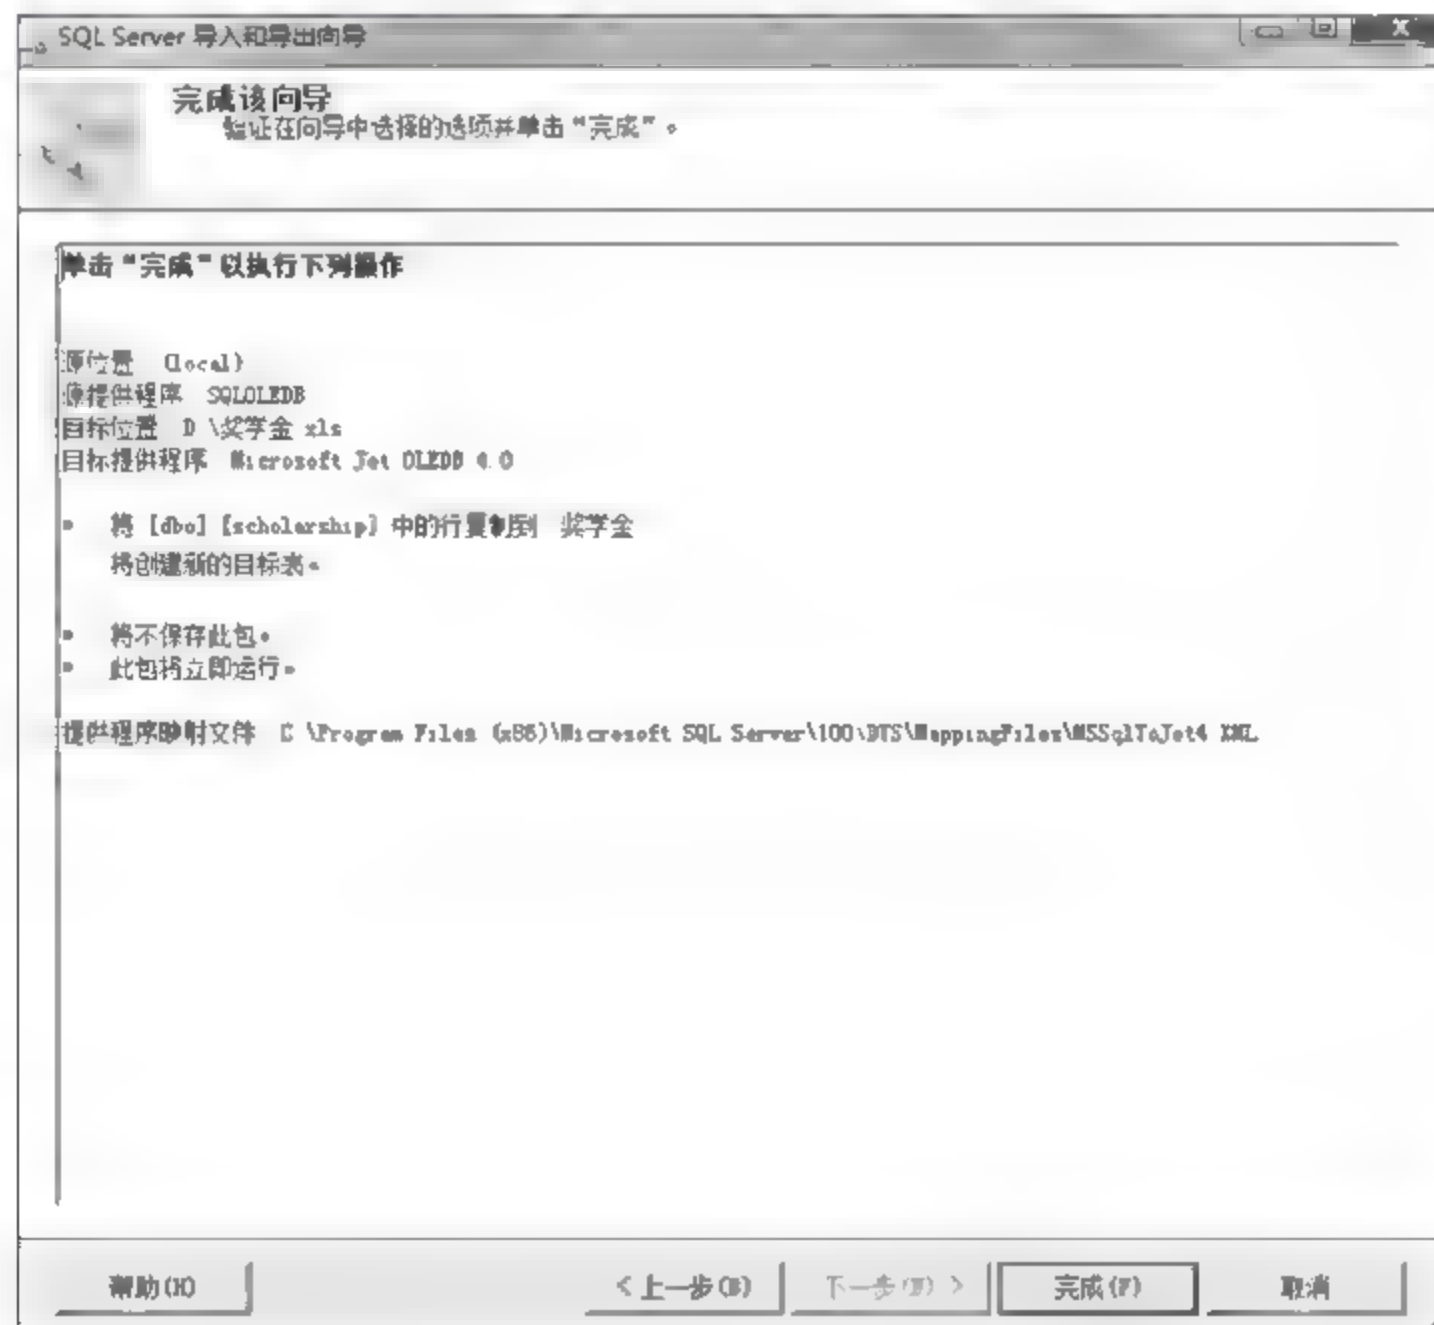 SQL Server 导入和导出向导
完成该向导
验证在向导中选择的选项并单击“完成”。
单击“完成”以执行下列操作
源位置 (local)
源提供程序 SQLOLEDB
目标位置 D \奖学金 xls
目标提供程序 Microsoft Jet OLEDB 4.0
• 将 [dbo] [scholarship] 中的行复制到 奖学金
将创建新的目标表。
• 将不保存此包。
• 此包将立即运行。
提供程序映射文件 C \Program Files (x86)\Microsoft SQL Server\100\DTS\MappingFiles\MSSqlToJet4 XML
帮助(H)
<上一步(B)
下一步(N) >
完成(F)
取消